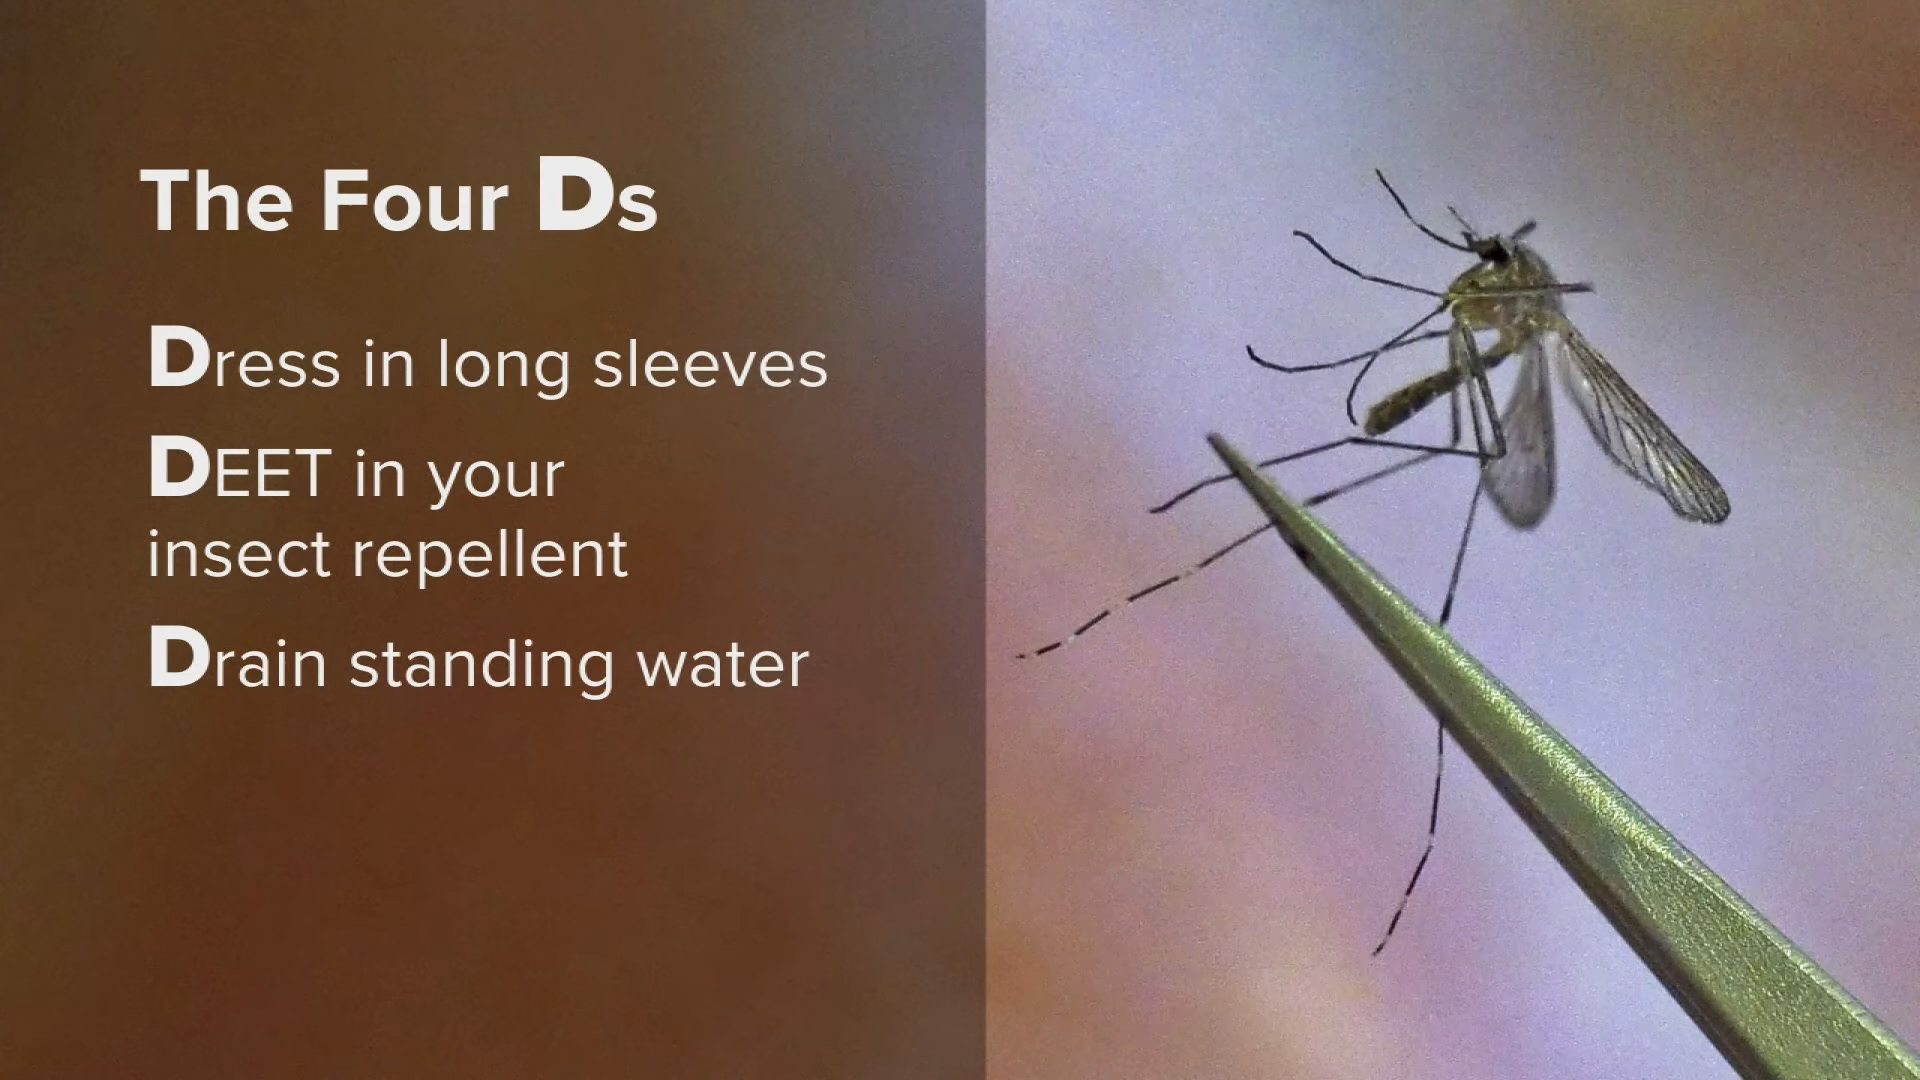 The Four Ds
Dress in long sleeves
DEET in your
insect repellent
Drain standing water